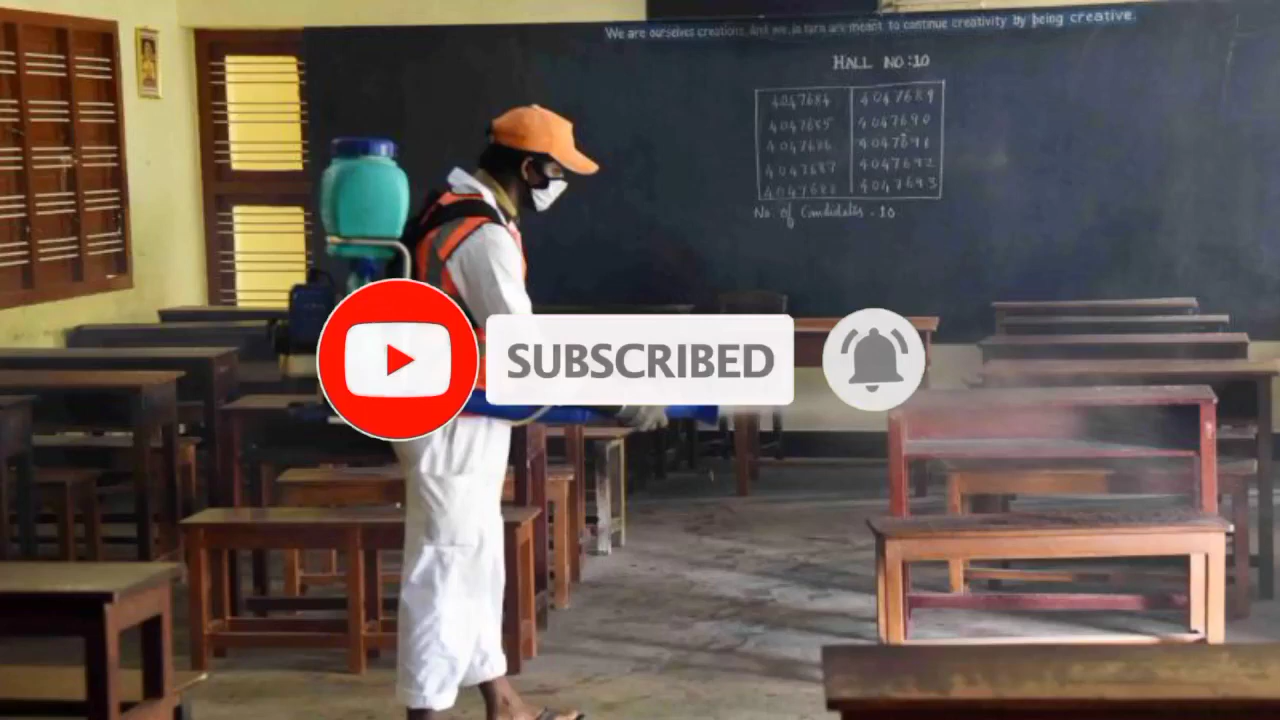 We are ourselves creations. And we, in turn are meant to continue creativity by being creative.
HALL NO:10
4047684 4047689
4047685 4047690
4047686 4047691
4047687 4047692
4047688 4047693
No. of Candidates - 10
SUBSCRIBED